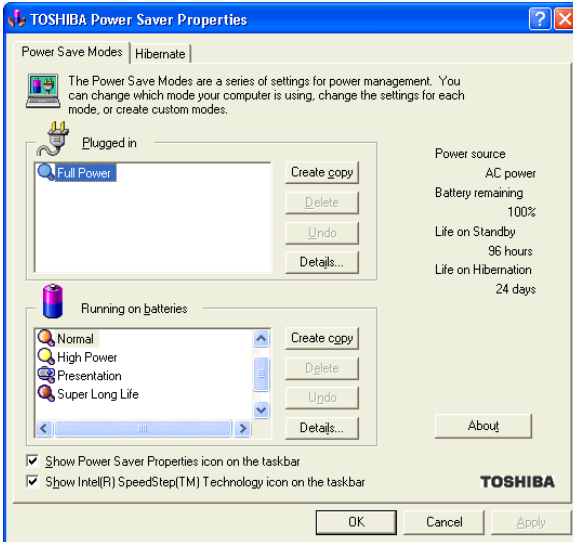 TOSHIBA Power Saver Properties
Power Save Modes
Hibernate
The Power Save Modes are a series of settings for power management. You
can change which mode your computer is using, change the settings for each
mode, or create custom modes.
Plugged in
Full Power
Create copy
Delete
Undo
Details...
Power source
AC power
Battery remaining
100%
Life on Standby
96 hours
Life on Hibernation
24 days
Running on batteries
Normal
High Power
Presentation
Super Long Life
Create copy
Delete
Undo
Details...
About
Show Power Saver Properties icon on the taskbar
Show Intel(R) SpeedStep(TM) Technology icon on the taskbar
TOSHIBA
OK
Cancel
Apply